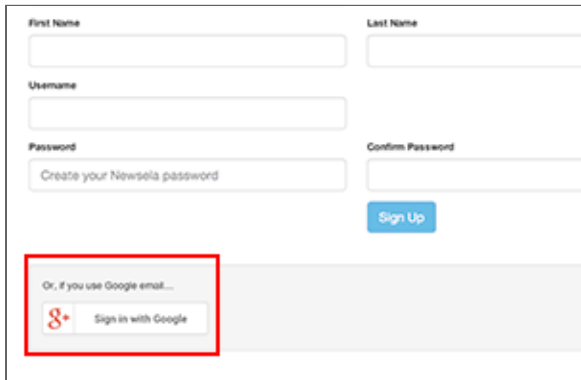 First Name
Last Name
Username
Password
Confirm Password
Create your Newsela password
Sign Up
Or, if you use Google email...
8+ Sign in with Google